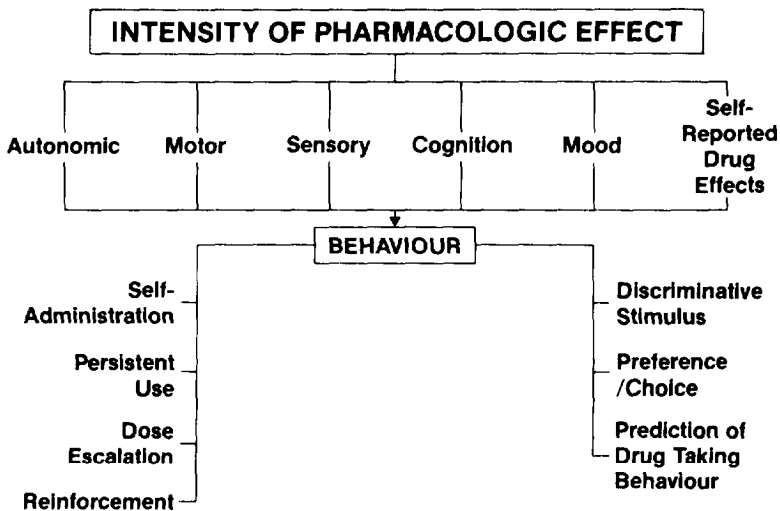 INTENSITY OF PHARMACOLOGIC EFFECT
Autonomic
Motor
Sensory
Cognition
Mood
Self-
Reported
Drug
Effects
BEHAVIOUR
Self-
Administration
Persistent
Use
Dose
Escalation
Reinforcement
Discriminative
Stimulus
Preference
/Choice
Prediction of
Drug Taking
Behaviour